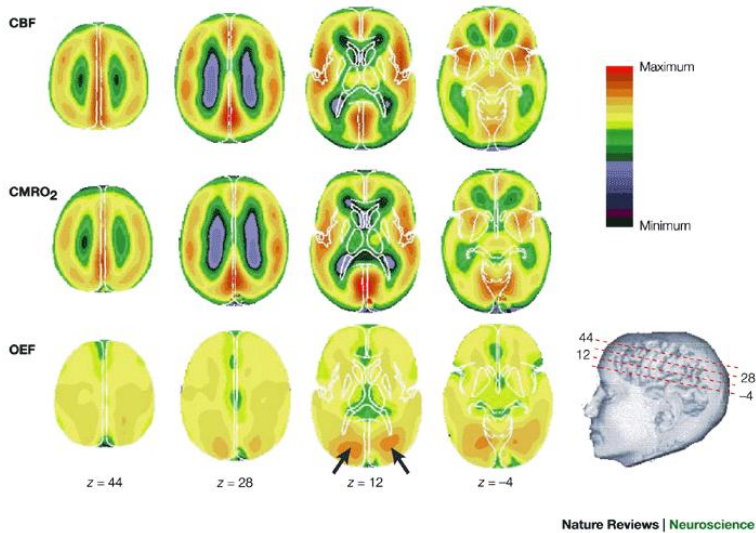 CBF
Maximum
CMRO₂
Minimum
OEF
44
12
28
–4
z = 44
z = 28
z = 12
z = –4
Nature Reviews | Neuroscience